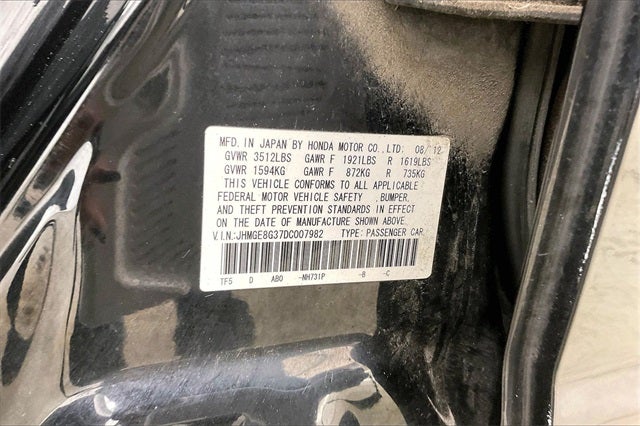 MFD. IN JAPAN BY HONDA MOTOR CO.,LTD: 08/12
GVWR 3512LBS GAWR F 1921LBS R 1619LBS
GVWR 1594KG GAWR F 872KG R 735KG
THIS VEHICLE CONFORMS TO ALL APPLICABLE
FEDERAL MOTOR VEHICLE SAFETY, BUMPER,
AND THEFT PREVENTION STANDARDS IN EFFECT
ON THE DATE OF MANUFACTURE SHOWN ABOVE.
V.I.N.:JHMGE8G37DC007982 TYPE: PASSENGER CAR
TF5 D AB0 -NH731P -B -C